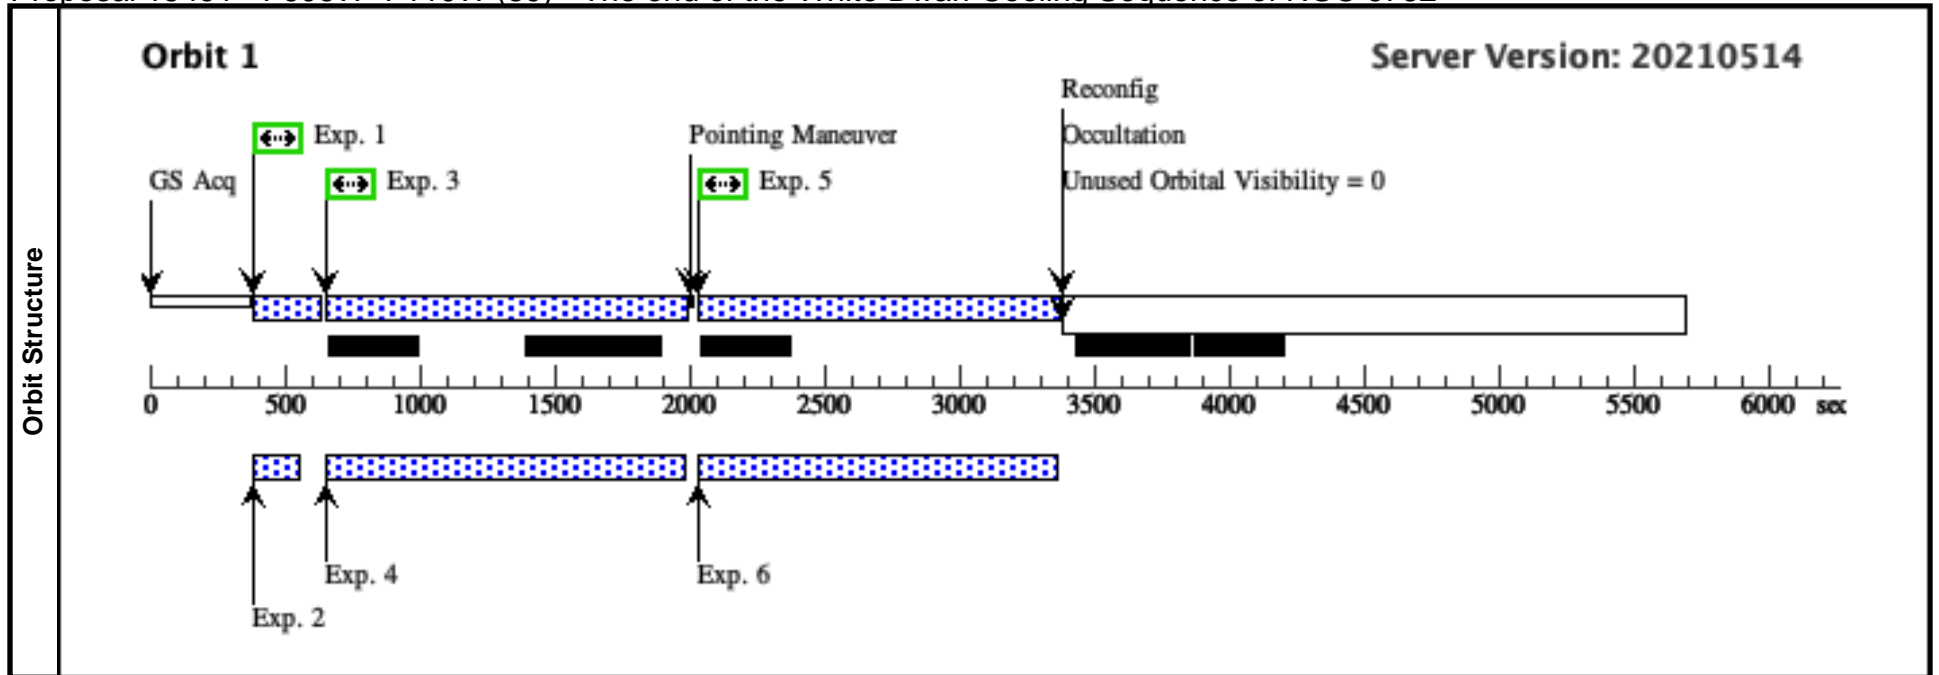 Orbit 1
Server Version: 20210514
Reconfig
Exp. 1
Pointing Maneuver
Occultation
GS Acq
Exp. 3
Exp. 5
Unused Orbital Visibility = 0
Orbit Structure
0 500 1000 1500 2000 2500 3000 3500 4000 4500 5000 5500 6000 sec
Exp. 4
Exp. 6
Exp. 2